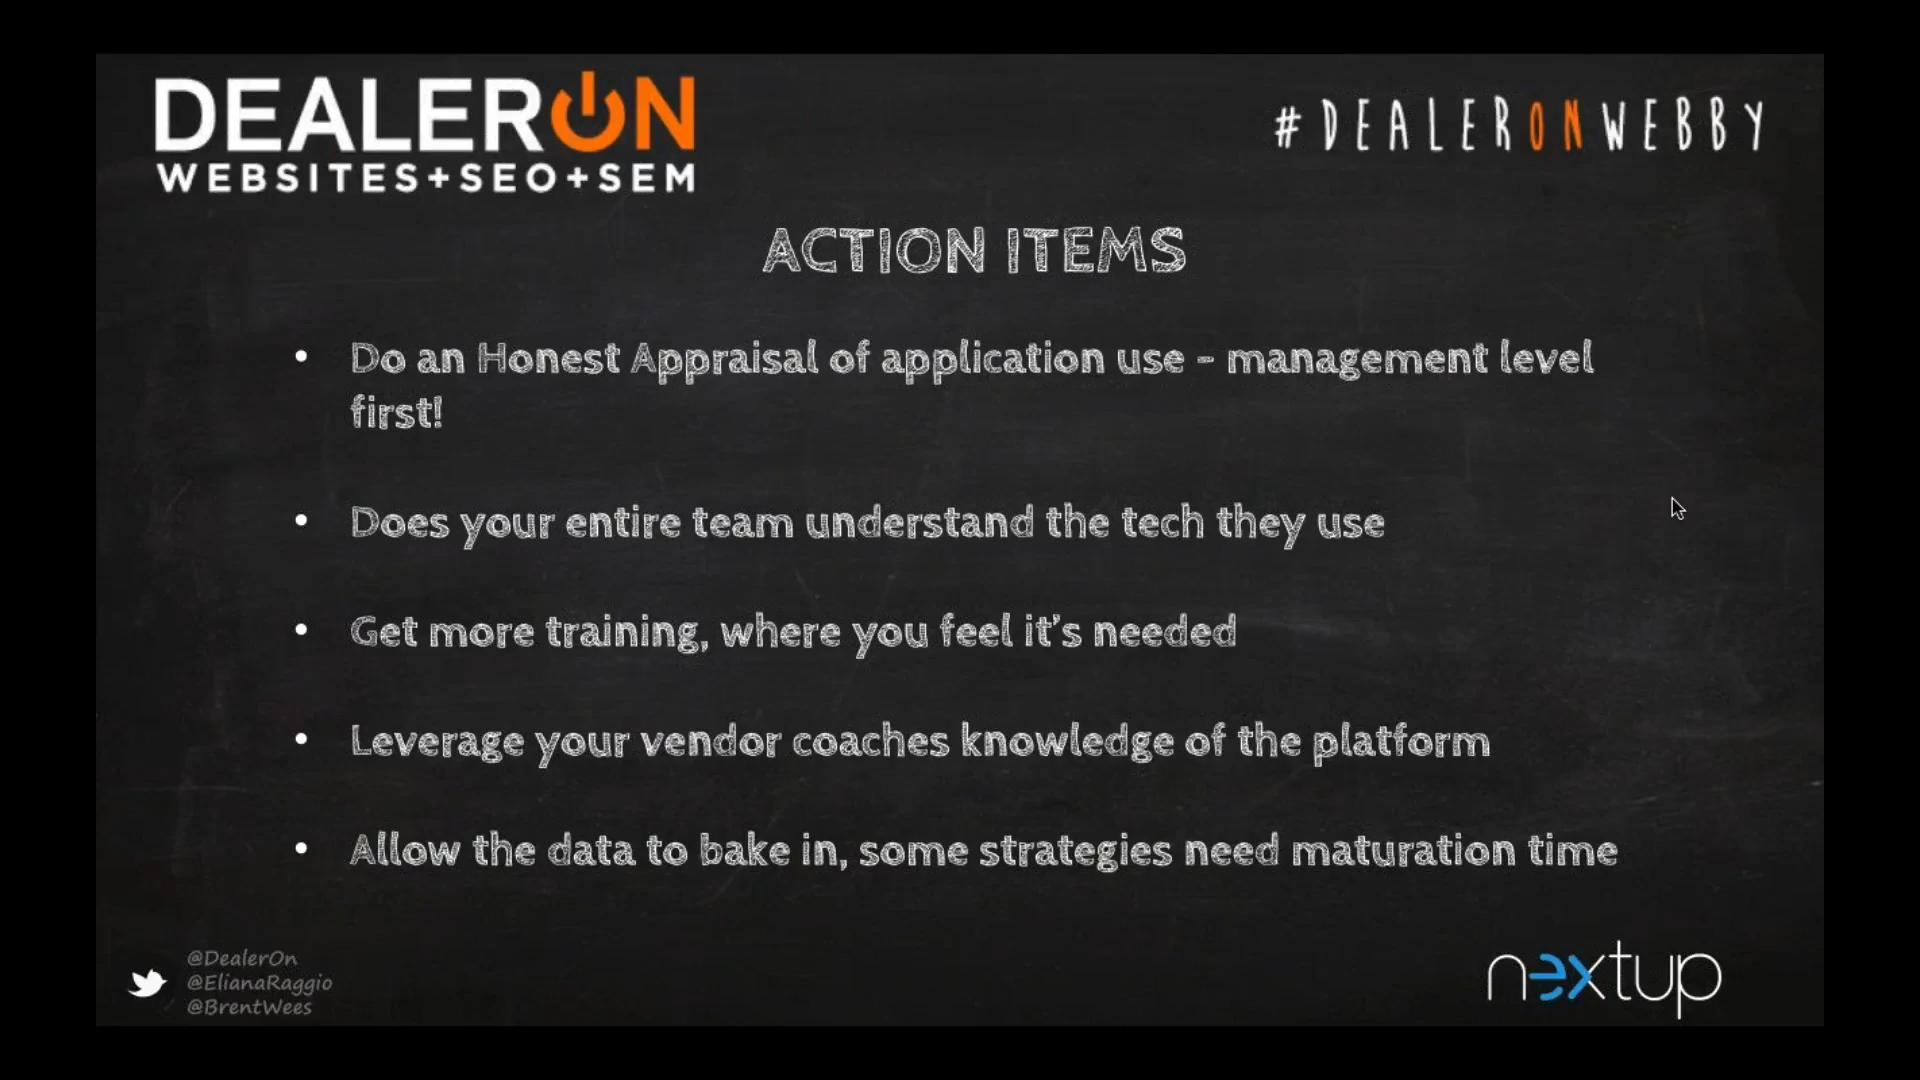 DEALERON
WEBSITES+SEO+SEM
#DEALERONWEBBY
ACTION ITEMS
• Do an Honest Appraisal of application use - management level
first!
• Does your entire team understand the tech they use
• Get more training, where you feel it's needed
• Leverage your vendor coaches knowledge of the platform
• Allow the data to bake in, some strategies need maturation time
@DealerOn
@ElianaRaggio
@BrentWees
nextup